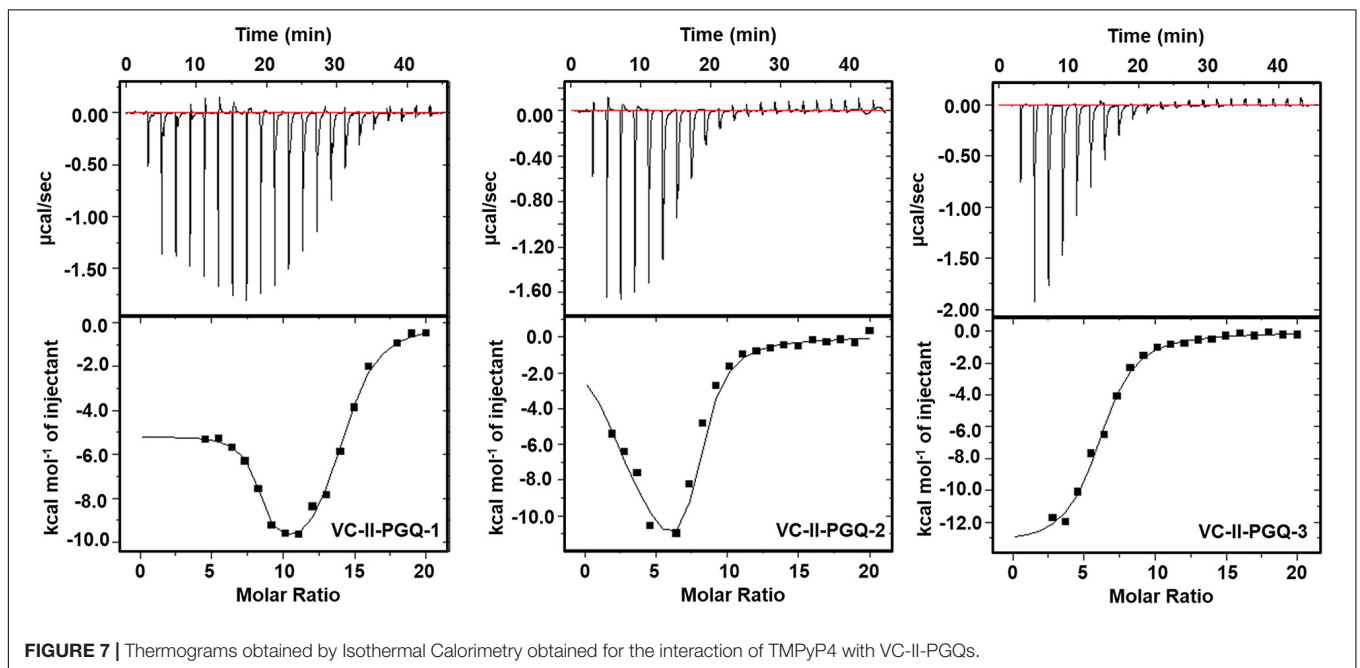 Time (min)
0 10 20 30 40
µcal/sec
0.00
-0.50
-1.00
-1.50
kcal mol⁻¹ of injectant
0.0
-2.0
-4.0
-6.0
-8.0
-10.0
VC-II-PGQ-1
0 5 10 15 20
Molar Ratio
Time (min)
0 10 20 30 40
µcal/sec
0.00
-0.40
-0.80
-1.20
-1.60
kcal mol⁻¹ of injectant
0.0
-2.0
-4.0
-6.0
-8.0
-10.0
VC-II-PGQ-2
0 5 10 15 20
Molar Ratio
Time (min)
0 10 20 30 40
µcal/sec
0.00
-0.50
-1.00
-1.50
-2.00
kcal mol⁻¹ of injectant
0.0
-2.0
-4.0
-6.0
-8.0
-10.0
-12.0
VC-II-PGQ-3
0 5 10 15 20
Molar Ratio
FIGURE 7 | Thermograms obtained by Isothermal Calorimetry obtained for the interaction of TMPyP4 with VC-II-PGQs.